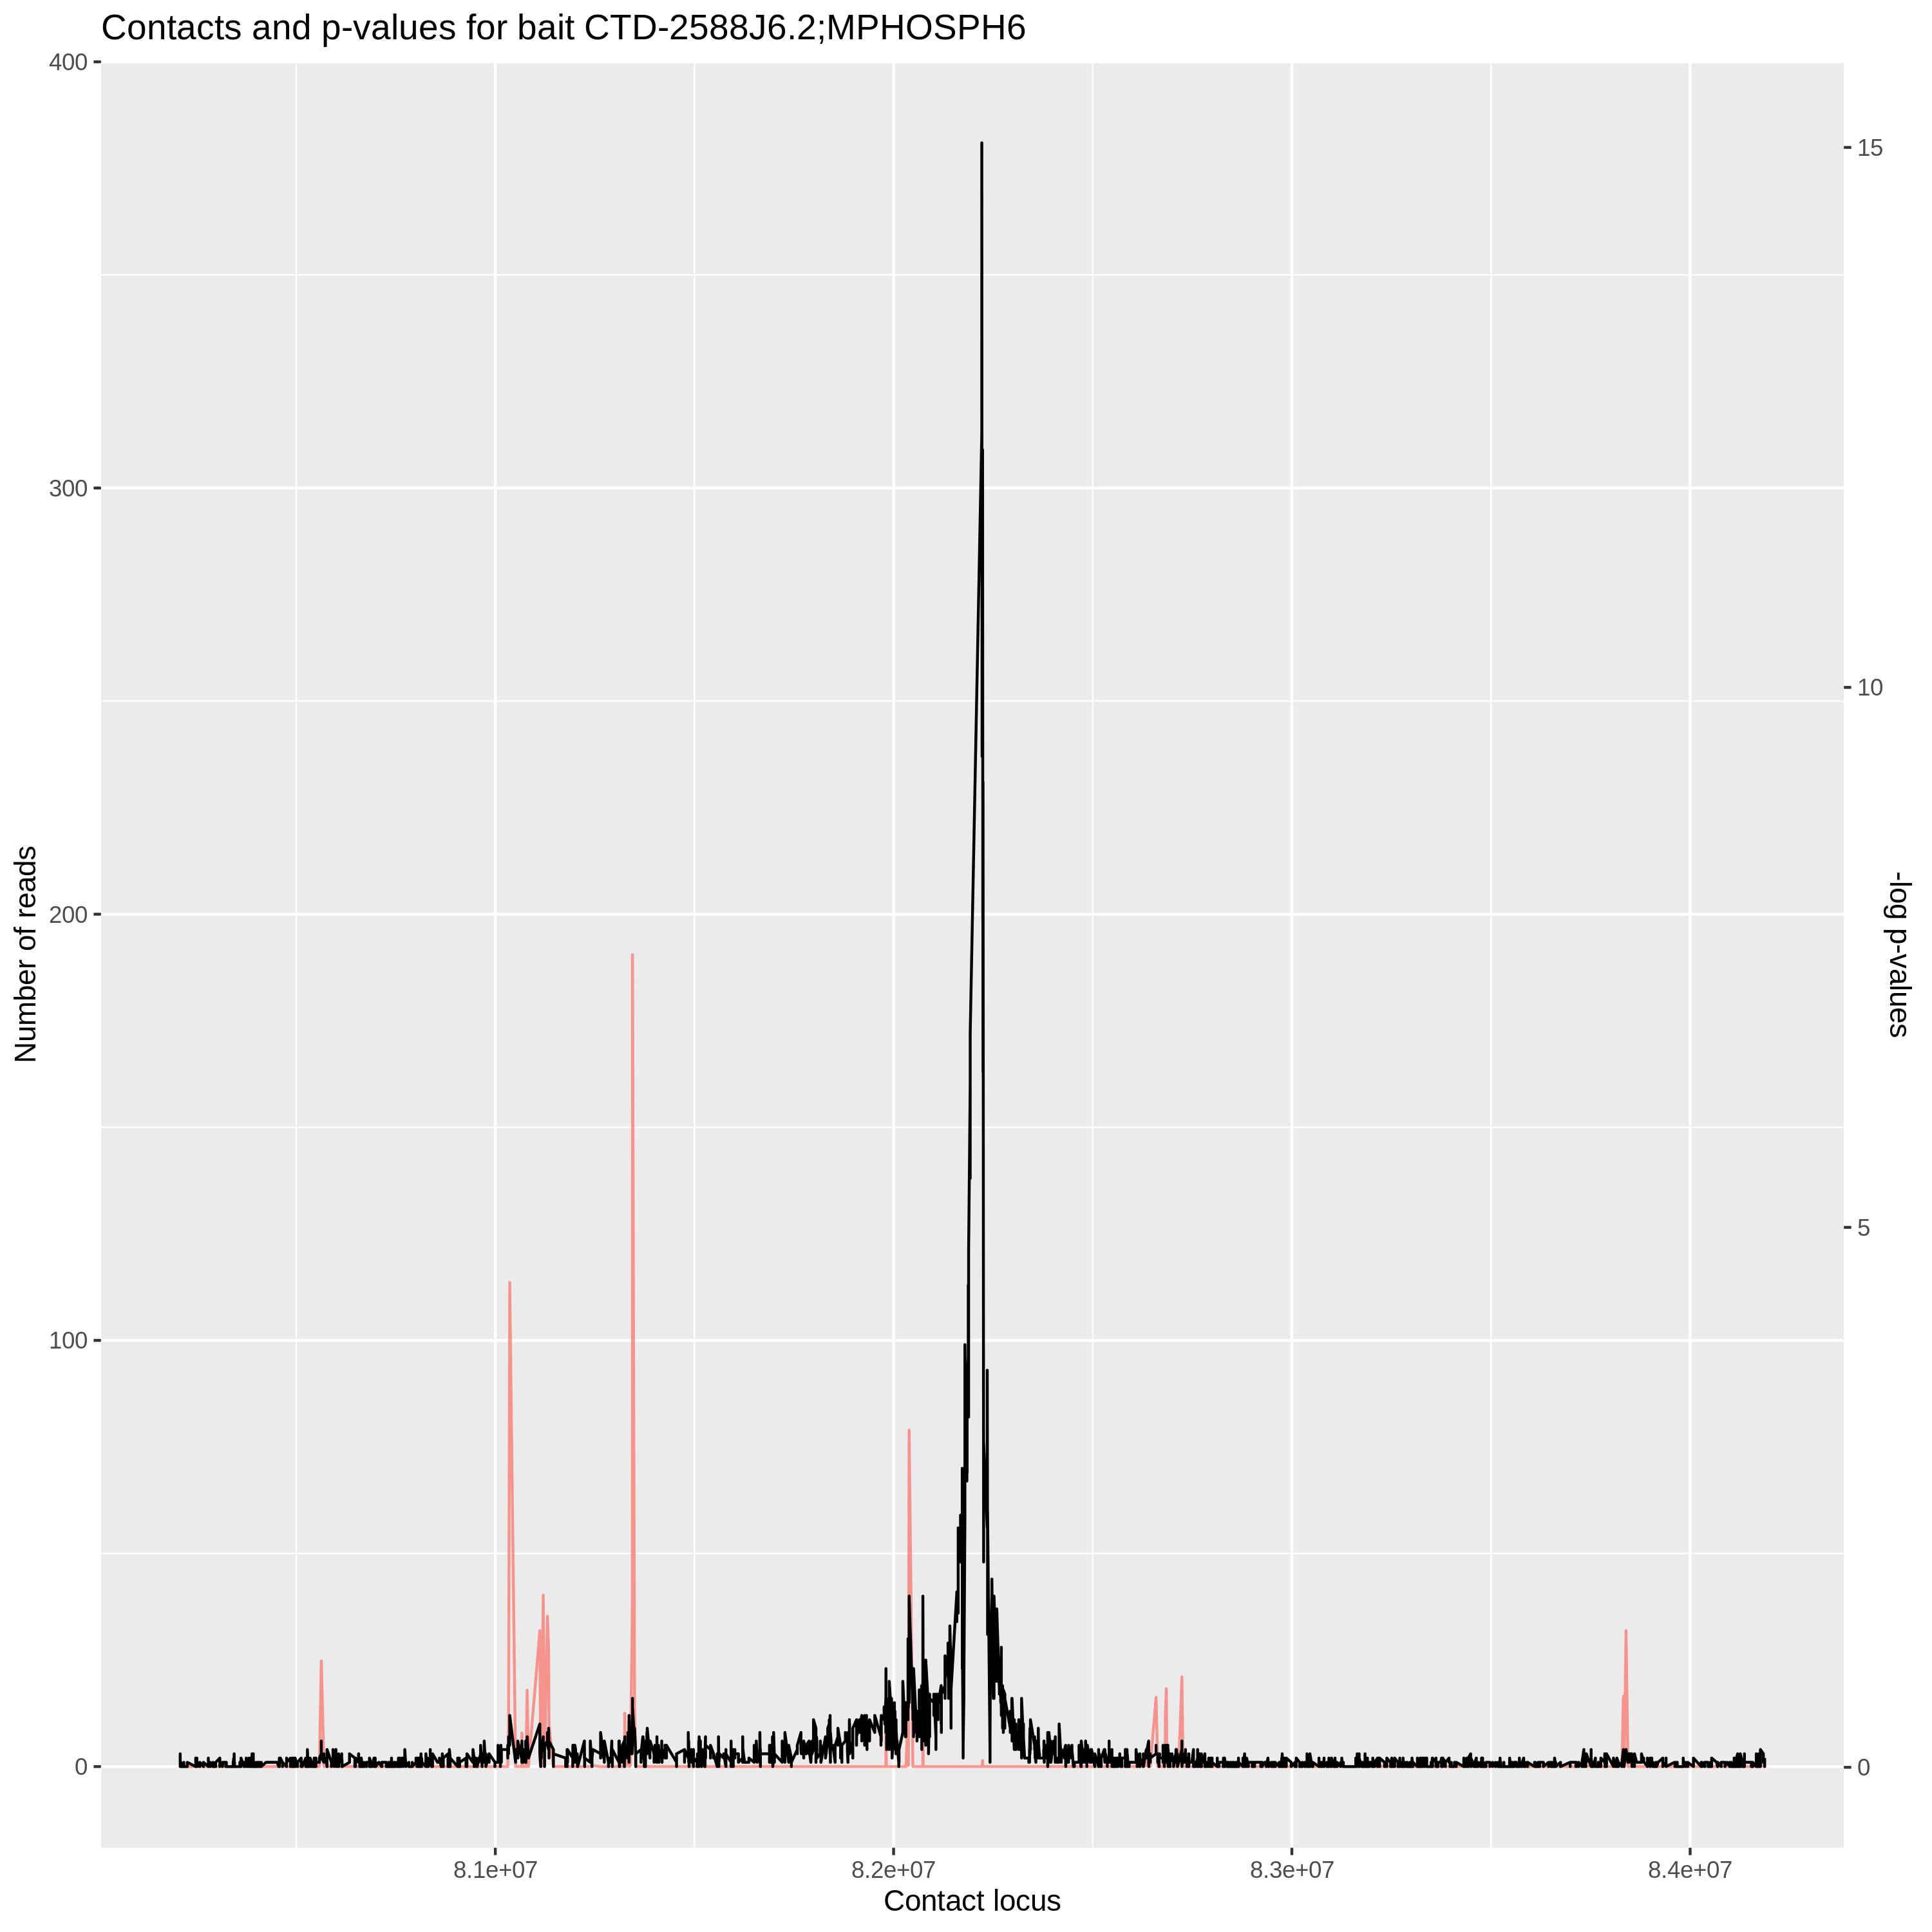 Contacts and p-values for bait CTD-2588J6.2;MPHOSPH6
400
300
200
100
0
Number of reads
15
10
5
0
-log p-values
8.1e+07
8.2e+07
8.3e+07
8.4e+07
Contact locus